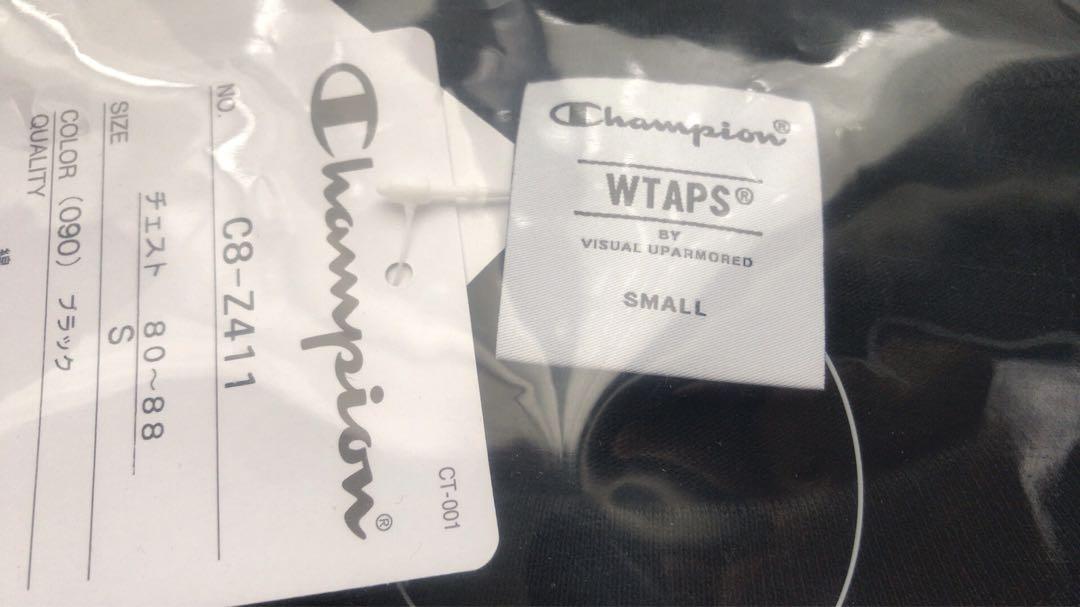 Champion®
CT-001
NO. C8-Z411
チェスト 80~88
SIZE S
COLOR (090) ブラック
QUALITY
Champion®
WTAPS®
BY
VISUAL UPARMORED
SMALL